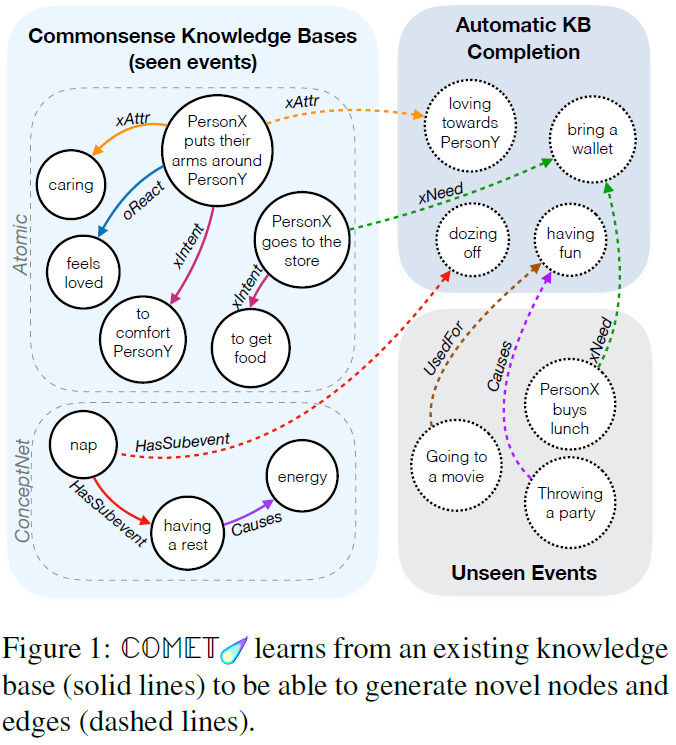 Commonsense Knowledge Bases
(seen events)
Automatic KB
Completion
Atomic
xAttr
PersonX
puts their
arms around
PersonY
xAttr
loving
towards
PersonY
bring a
wallet
caring
oReact
xIntent
PersonX
goes to the
store
xNeed
dozing
off
having
fun
feels
loved
xIntent
to
comfort
PersonY
to get
food
UsedFor
Causes
xNeed
PersonX
buys
lunch
ConceptNet
nap
HasSubevent
HasSubevent
energy
Going to
a movie
having
a rest
Causes
Throwing
a party
Unseen Events
Figure 1: COMET learns from an existing knowledge
base (solid lines) to be able to generate novel nodes and
edges (dashed lines).